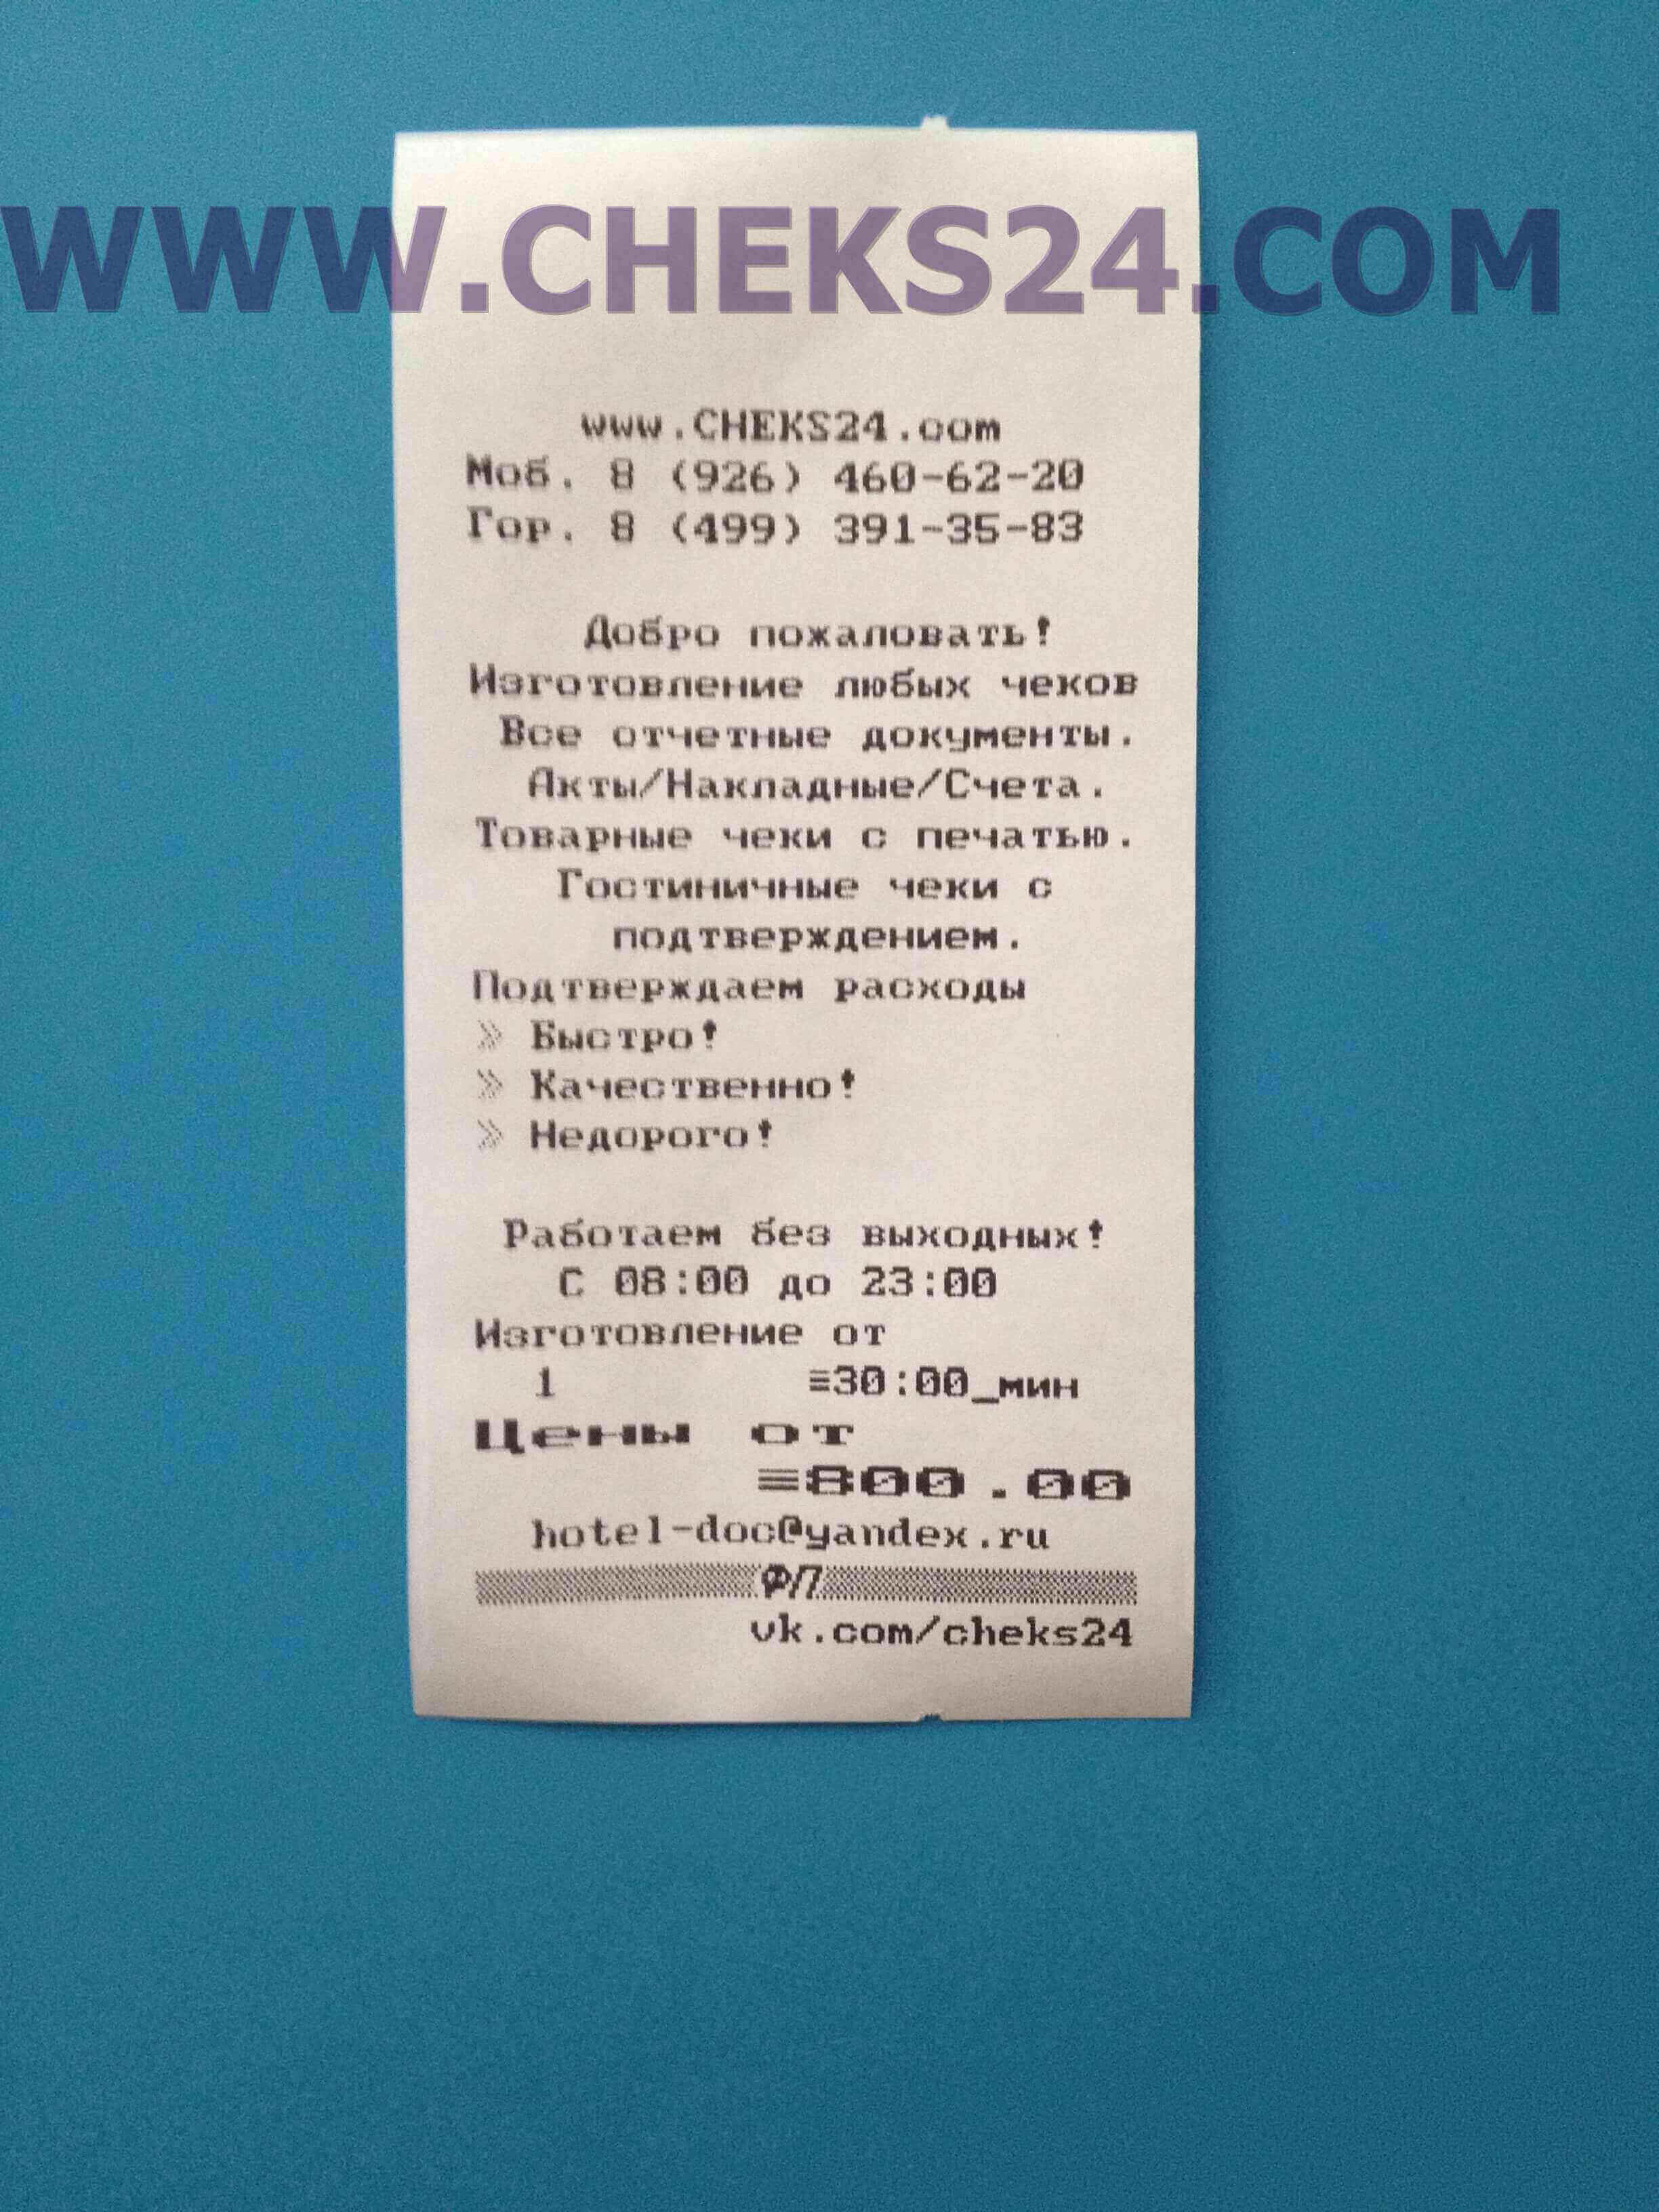 WWW.CHEKS24.COM
www.CHEKS24.com
Моб. 8 (926) 460-62-20
Гор. 8 (499) 391-35-83
Добро пожаловать!
Изготовление любых чеков
Все отчетные документы.
Акты/Накладные/Счета.
Товарные чеки с печатью.
Гостиничные чеки с
подтверждением.
Подтверждаем расходы
» Быстро!
» Качественно!
» Недорого!
Работаем без выходных!
С 08:00 до 23:00
Изготовление от
1 ≡30:00_мин
Цены от
≡800.00
hotel-doc@yandex.ru
ФП
vk.com/cheks24